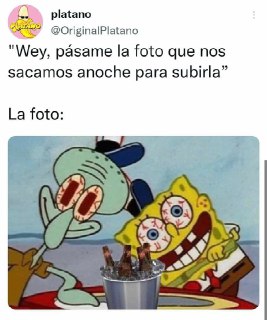 platano
@OriginalPlatano
"Wey, pásame la foto que nos
sacamos anoche para subirla”
La foto: